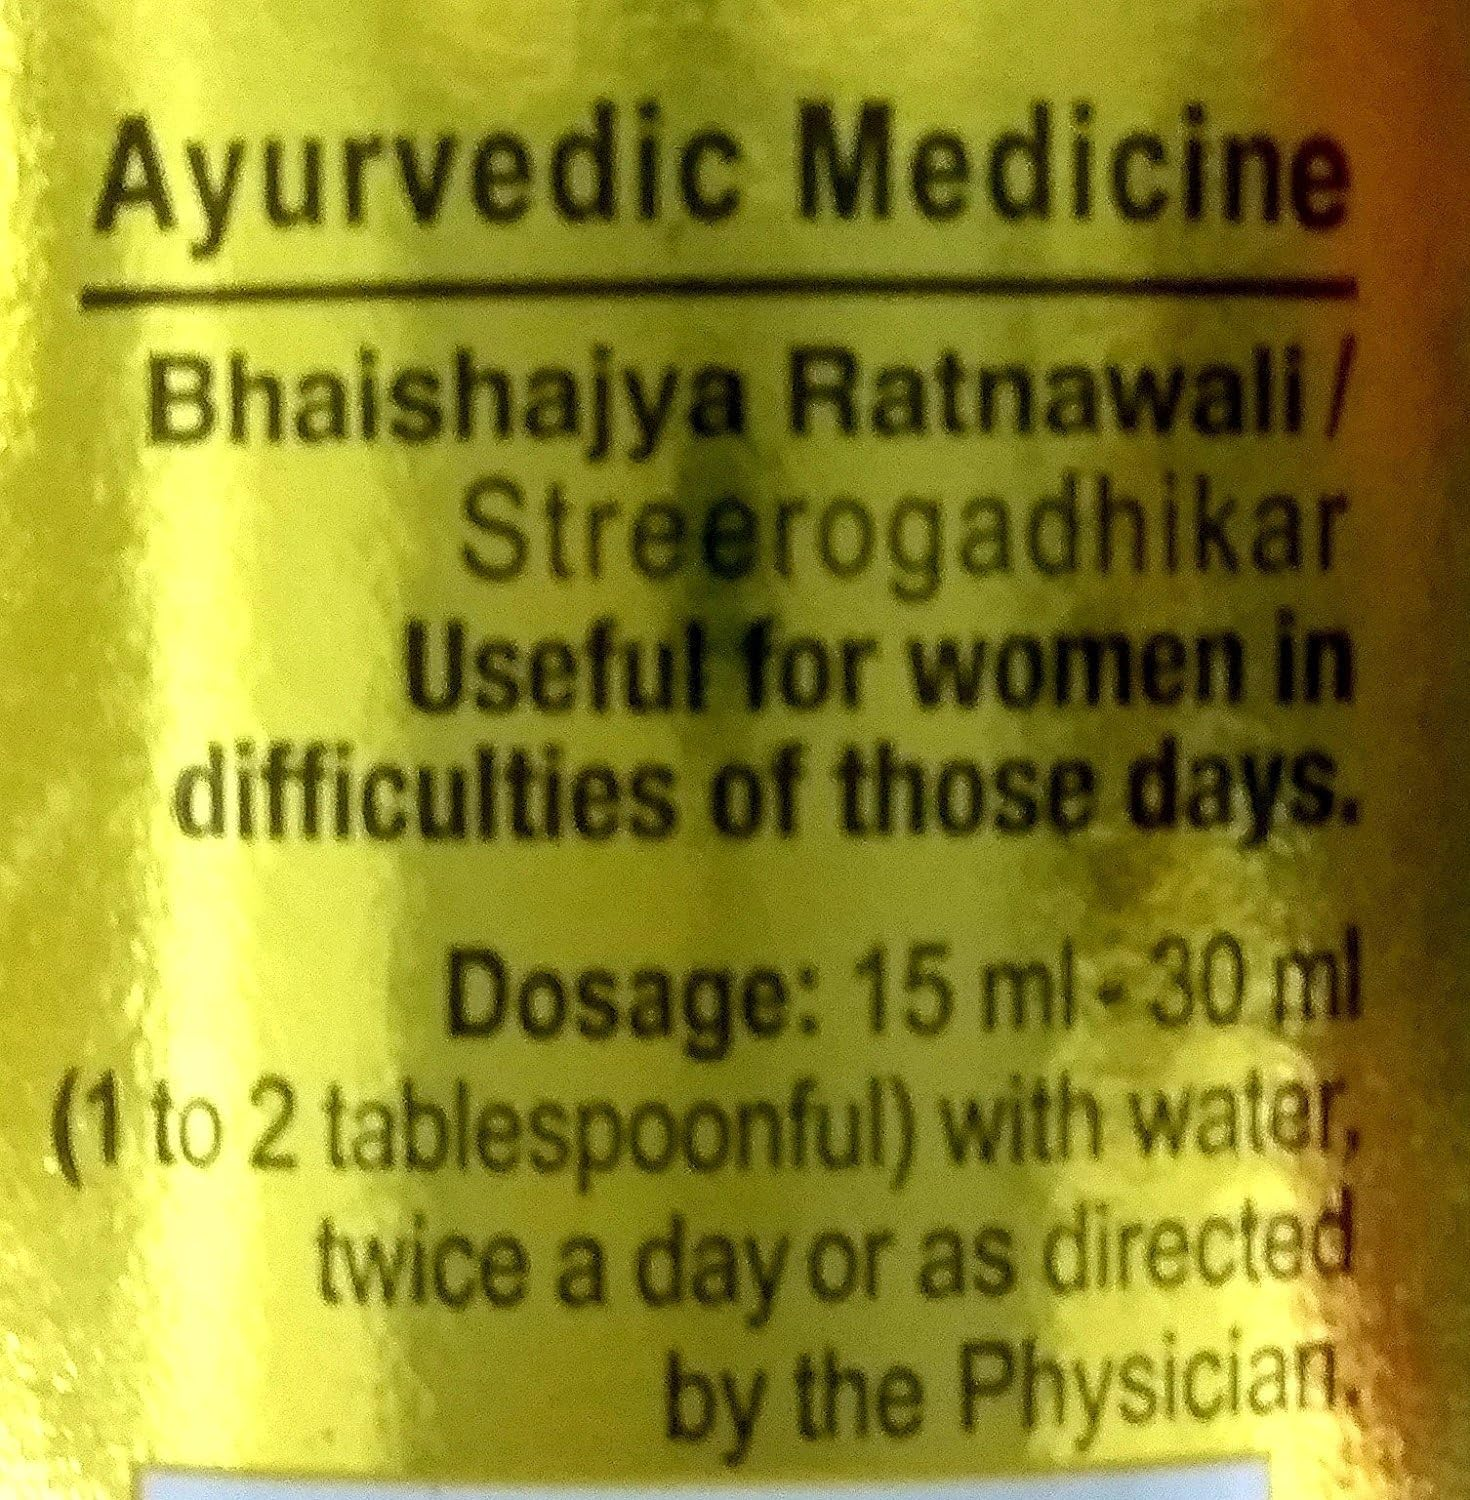 Ayurvedic Medicine
Bhaishajya Ratnawali /
Streerogadhikar
Useful for women in
difficulties of those days.
Dosage: 15 ml - 30 ml
(1 to 2 tablespoonful) with water,
twice a day or as directed
by the Physician.